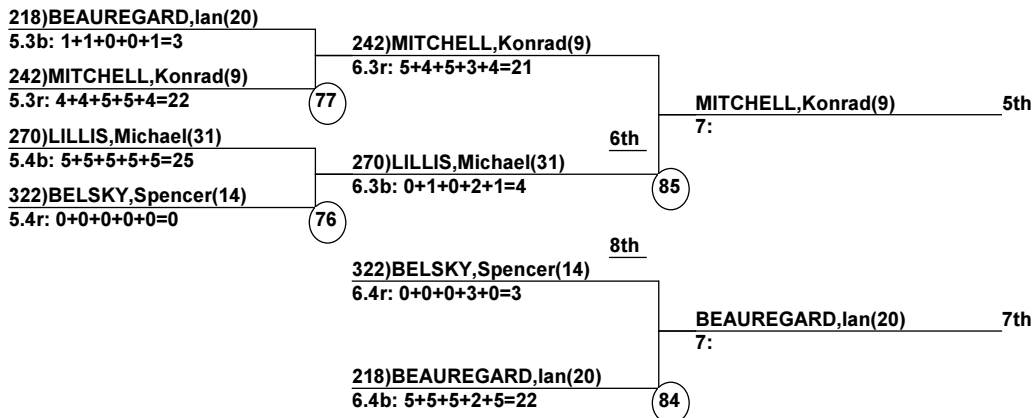 218)BEAUREGARD,Ian(20)
5.3b: 1+1+0+0+1=3
242)MITCHELL,Konrad(9)
6.3r: 5+4+5+3+4=21
242)MITCHELL,Konrad(9)
5.3r: 4+4+5+5+4=22
77
MITCHELL,Konrad(9) 5th
7:
270)LILLIS,Michael(31)
5.4b: 5+5+5+5+5=25
6th
270)LILLIS,Michael(31)
6.3b: 0+1+0+2+1=4
85
322)BELSKY,Spencer(14)
5.4r: 0+0+0+0+0=0
76
8th
322)BELSKY,Spencer(14)
6.4r: 0+0+0+3+0=3
BEAUREGARD,Ian(20) 7th
7:
218)BEAUREGARD,Ian(20)
6.4b: 5+5+5+2+5=22
84